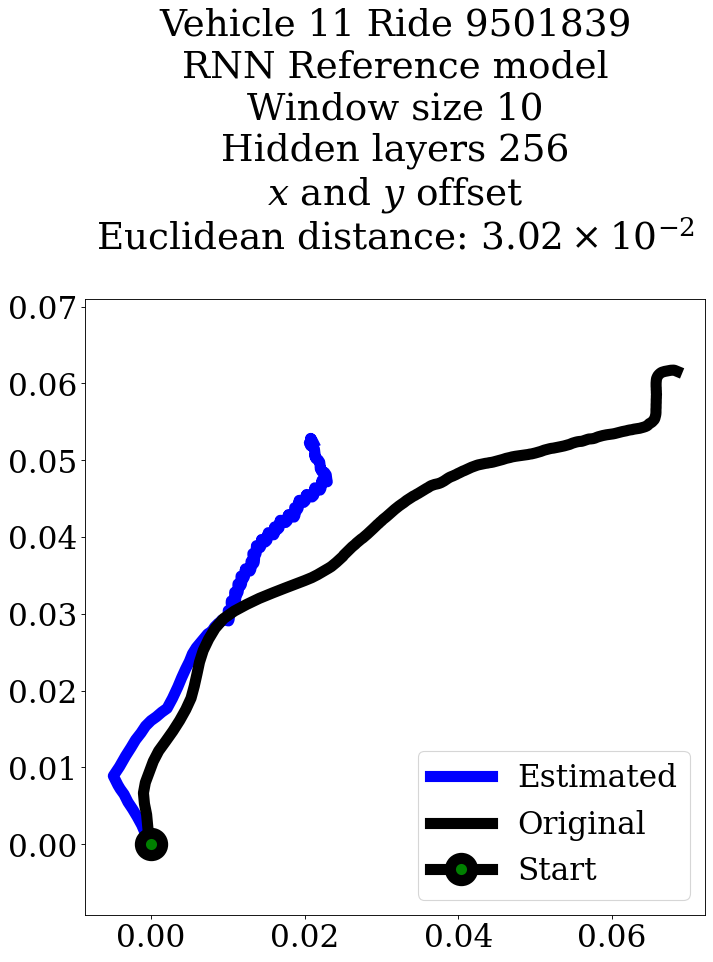 Vehicle 11 Ride 9501839
RNN Reference model
Window size 10
Hidden layers 256
x and y offset
Euclidean distance: 3.02 × 10⁻²
0.07
0.06
0.05
0.04
0.03
0.02
0.01
0.00
Estimated
Original
Start
0.00 0.02 0.04 0.06